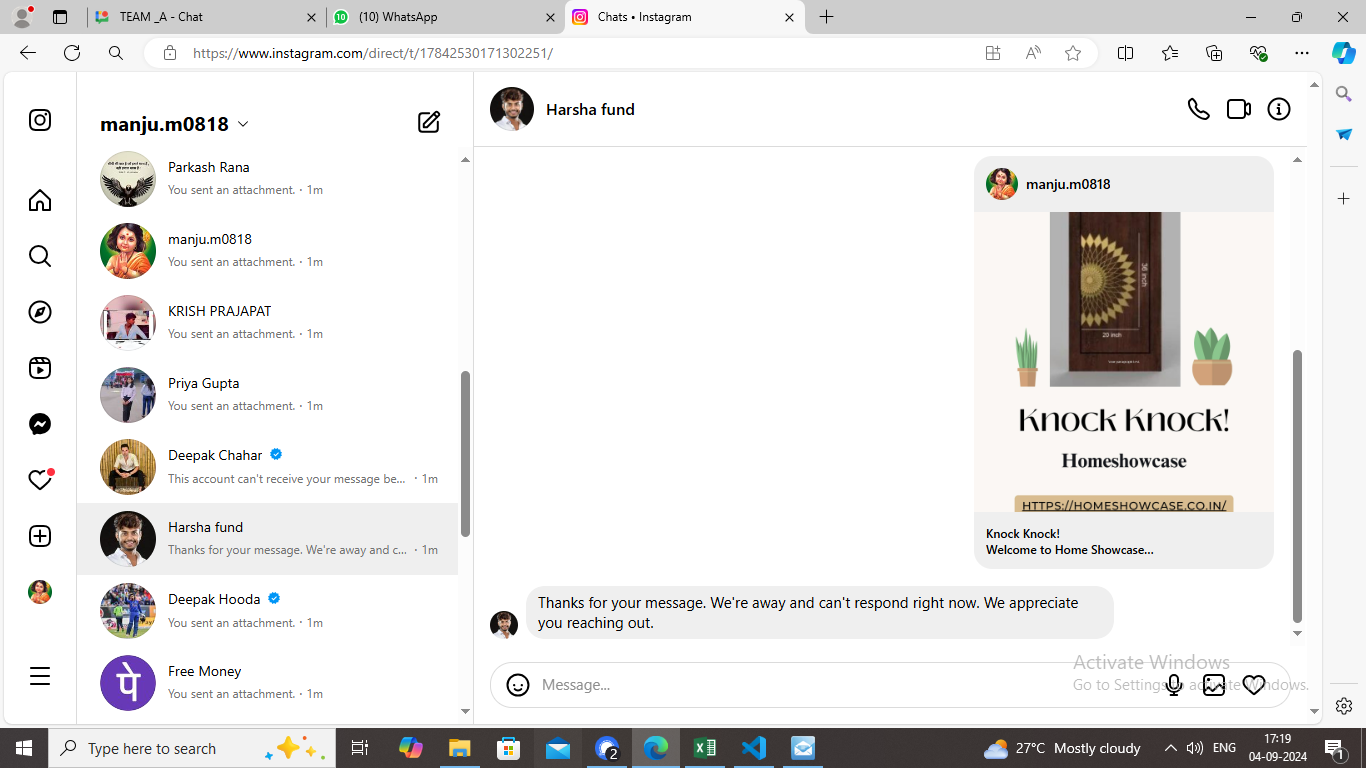 TEAM _A - Chat
(10) WhatsApp
Chats • Instagram
https://www.instagram.com/direct/t/17842530171302251/
manju.m0818
Parkash Rana
You sent an attachment. · 1m
manju.m0818
You sent an attachment. · 1m
KRISH PRAJAPAT
You sent an attachment. · 1m
Priya Gupta
You sent an attachment. · 1m
Deepak Chahar
This account can't receive your message be... · 1m
Harsha fund
Thanks for your message. We're away and c... · 1m
Deepak Hooda
You sent an attachment. · 1m
पे
Free Money
You sent an attachment. · 1m
Harsha fund
manju.m0818
36 inch
20 inch
Knock Knock!
Homeshowcase
HTTPS://HOMESHOWCASE.CO.IN/
Knock Knock!
Welcome to Home Showcase...
Thanks for your message. We're away and can't respond right now. We appreciate
you reaching out.
Message...
Activate Windows
Go to Settings to activate Windows.
Type here to search
2
27°C Mostly cloudy
ENG
17:19
04-09-2024
1